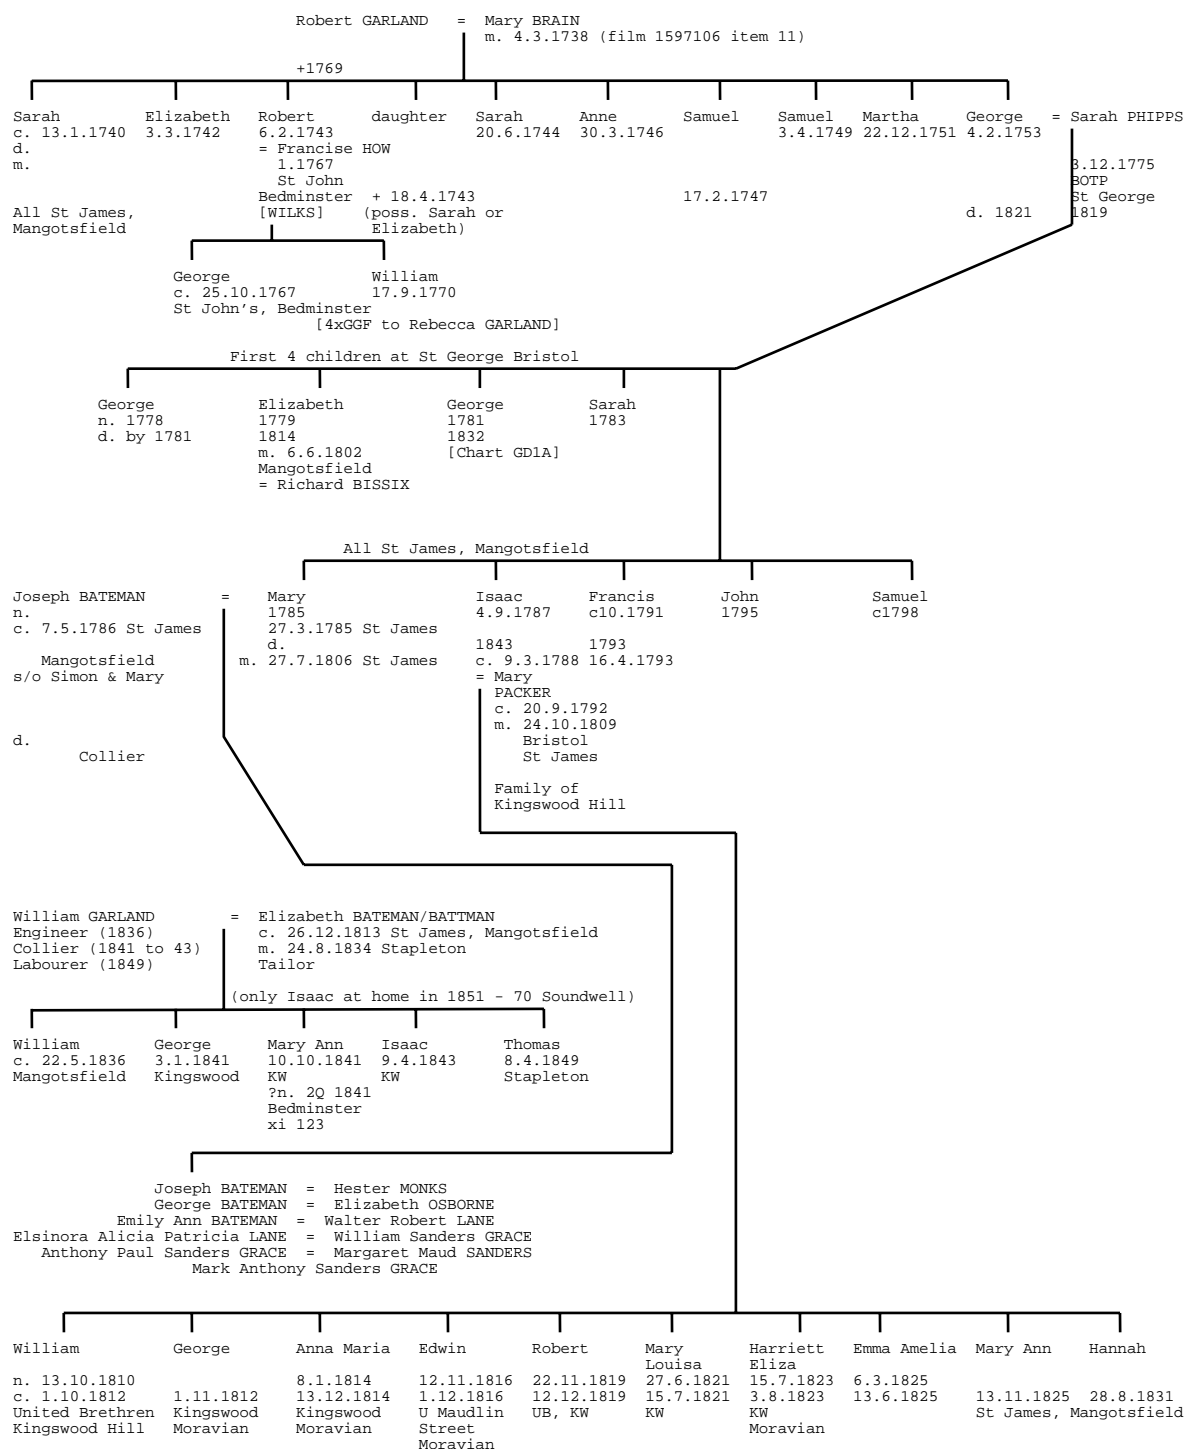 Robert GARLAND = Mary BRAIN
m. 4.3.1738 (film 1597106 item 11)
+1769
Sarah Elizabeth Robert daughter Sarah Anne Samuel Samuel Martha George = Sarah PHIPPS
c. 13.1.1740 3.3.1742 6.2.1743 20.6.1744 30.3.1746 3.4.1749 22.12.1751 4.2.1753
d. = Francise HOW
m. 1.1767 3.12.1775
St John BOTP
Bedminster + 18.4.1743 17.2.1747 St George
All St James, [WILKS] (poss. Sarah or d. 1821 1819
Mangotsfield Elizabeth)
George William
c. 25.10.1767 17.9.1770
St John's, Bedminster
[4xGGF to Rebecca GARLAND]
First 4 children at St George Bristol
George Elizabeth George Sarah
n. 1778 1779 1781 1783
d. by 1781 1814 1832
m. 6.6.1802 [Chart GD1A]
Mangotsfield
= Richard BISSIX
All St James, Mangotsfield
Joseph BATEMAN = Mary Isaac Francis John Samuel
n. 1785 4.9.1787 c10.1791 1795 c1798
c. 7.5.1786 St James 27.3.1785 St James
d. 1843 1793
Mangotsfield m. 27.7.1806 St James c. 9.3.1788 16.4.1793
s/o Simon & Mary = Mary
PACKER
c. 20.9.1792
m. 24.10.1809
d. Bristol
Collier St James
Family of
Kingswood Hill
William GARLAND = Elizabeth BATEMAN/BATTMAN
Engineer (1836) c. 26.12.1813 St James, Mangotsfield
Collier (1841 to 43) m. 24.8.1834 Stapleton
Labourer (1849) Tailor
(only Isaac at home in 1851 - 70 Soundwell)
William George Mary Ann Isaac Thomas
c. 22.5.1836 3.1.1841 10.10.1841 9.4.1843 8.4.1849
Mangotsfield Kingswood KW KW Stapleton
?n. 2Q 1841
Bedminster
xi 123
Joseph BATEMAN = Hester MONKS
George BATEMAN = Elizabeth OSBORNE
Emily Ann BATEMAN = Walter Robert LANE
Elsinora Alicia Patricia LANE = William Sanders GRACE
Anthony Paul Sanders GRACE = Margaret Maud SANDERS
Mark Anthony Sanders GRACE
William George Anna Maria Edwin Robert Mary Harriett Emma Amelia Mary Ann Hannah
Louisa Eliza
n. 13.10.1810 8.1.1814 12.11.1816 22.11.1819 27.6.1821 15.7.1823 6.3.1825
c. 1.10.1812 1.11.1812 13.12.1814 1.12.1816 12.12.1819 15.7.1821 3.8.1823 13.6.1825 13.11.1825 28.8.1831
United Brethren Kingswood Kingswood U Maudlin UB, KW KW KW St James, Mangotsfield
Kingswood Hill Moravian Moravian Street Moravian
Moravian